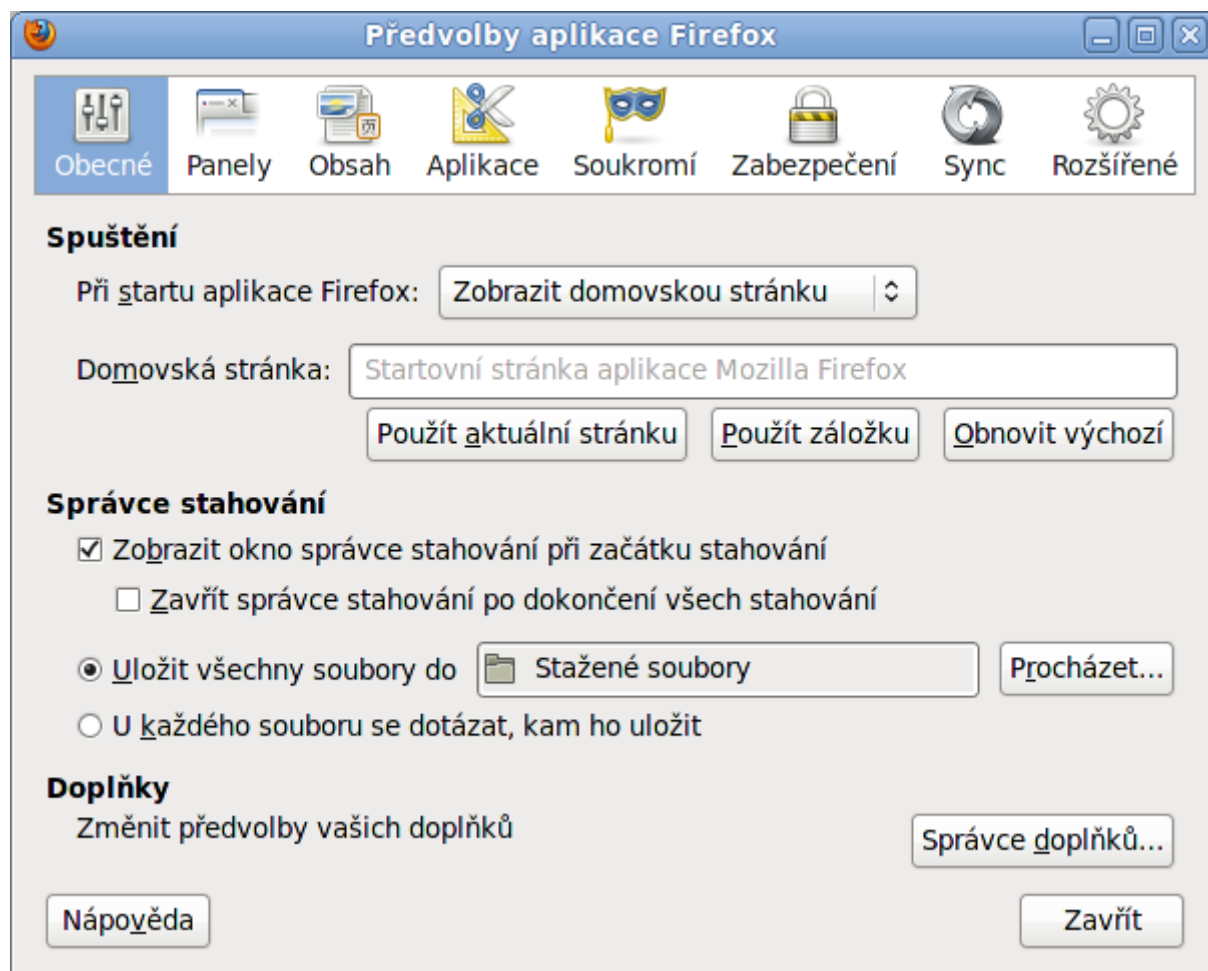 Předvolby aplikace Firefox
Obecné Panely Obsah Aplikace Soukromí Zabezpečení Sync Rozšířené
Spuštění
Při startu aplikace Firefox: Zobrazit domovskou stránku
Domovská stránka: Startovní stránka aplikace Mozilla Firefox
Použít aktuální stránku Použít záložku Obnovit výchozí
Správce stahování
Zobrazit okno správce stahování při začátku stahování
Zavřít správce stahování po dokončení všech stahování
Uložit všechny soubory do Stažené soubory Procházet...
U každého souboru se dotázat, kam ho uložit
Doplňky
Změnit předvolby vašich doplňků
Správce doplňků...
Nápověda Zavřít